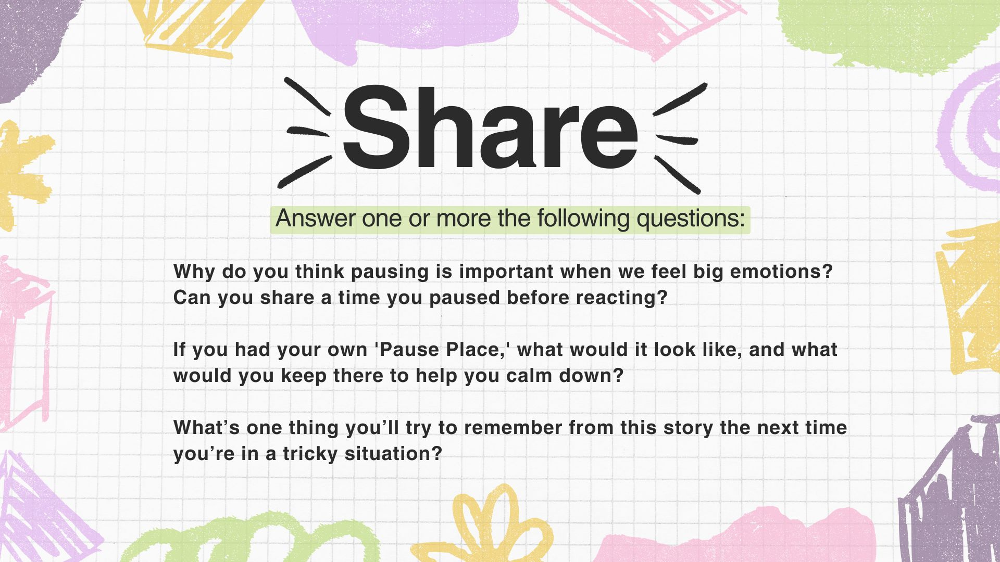 Share
Answer one or more the following questions:
Why do you think pausing is important when we feel big emotions?
Can you share a time you paused before reacting?
If you had your own 'Pause Place,' what would it look like, and what
would you keep there to help you calm down?
What’s one thing you’ll try to remember from this story the next time
you’re in a tricky situation?